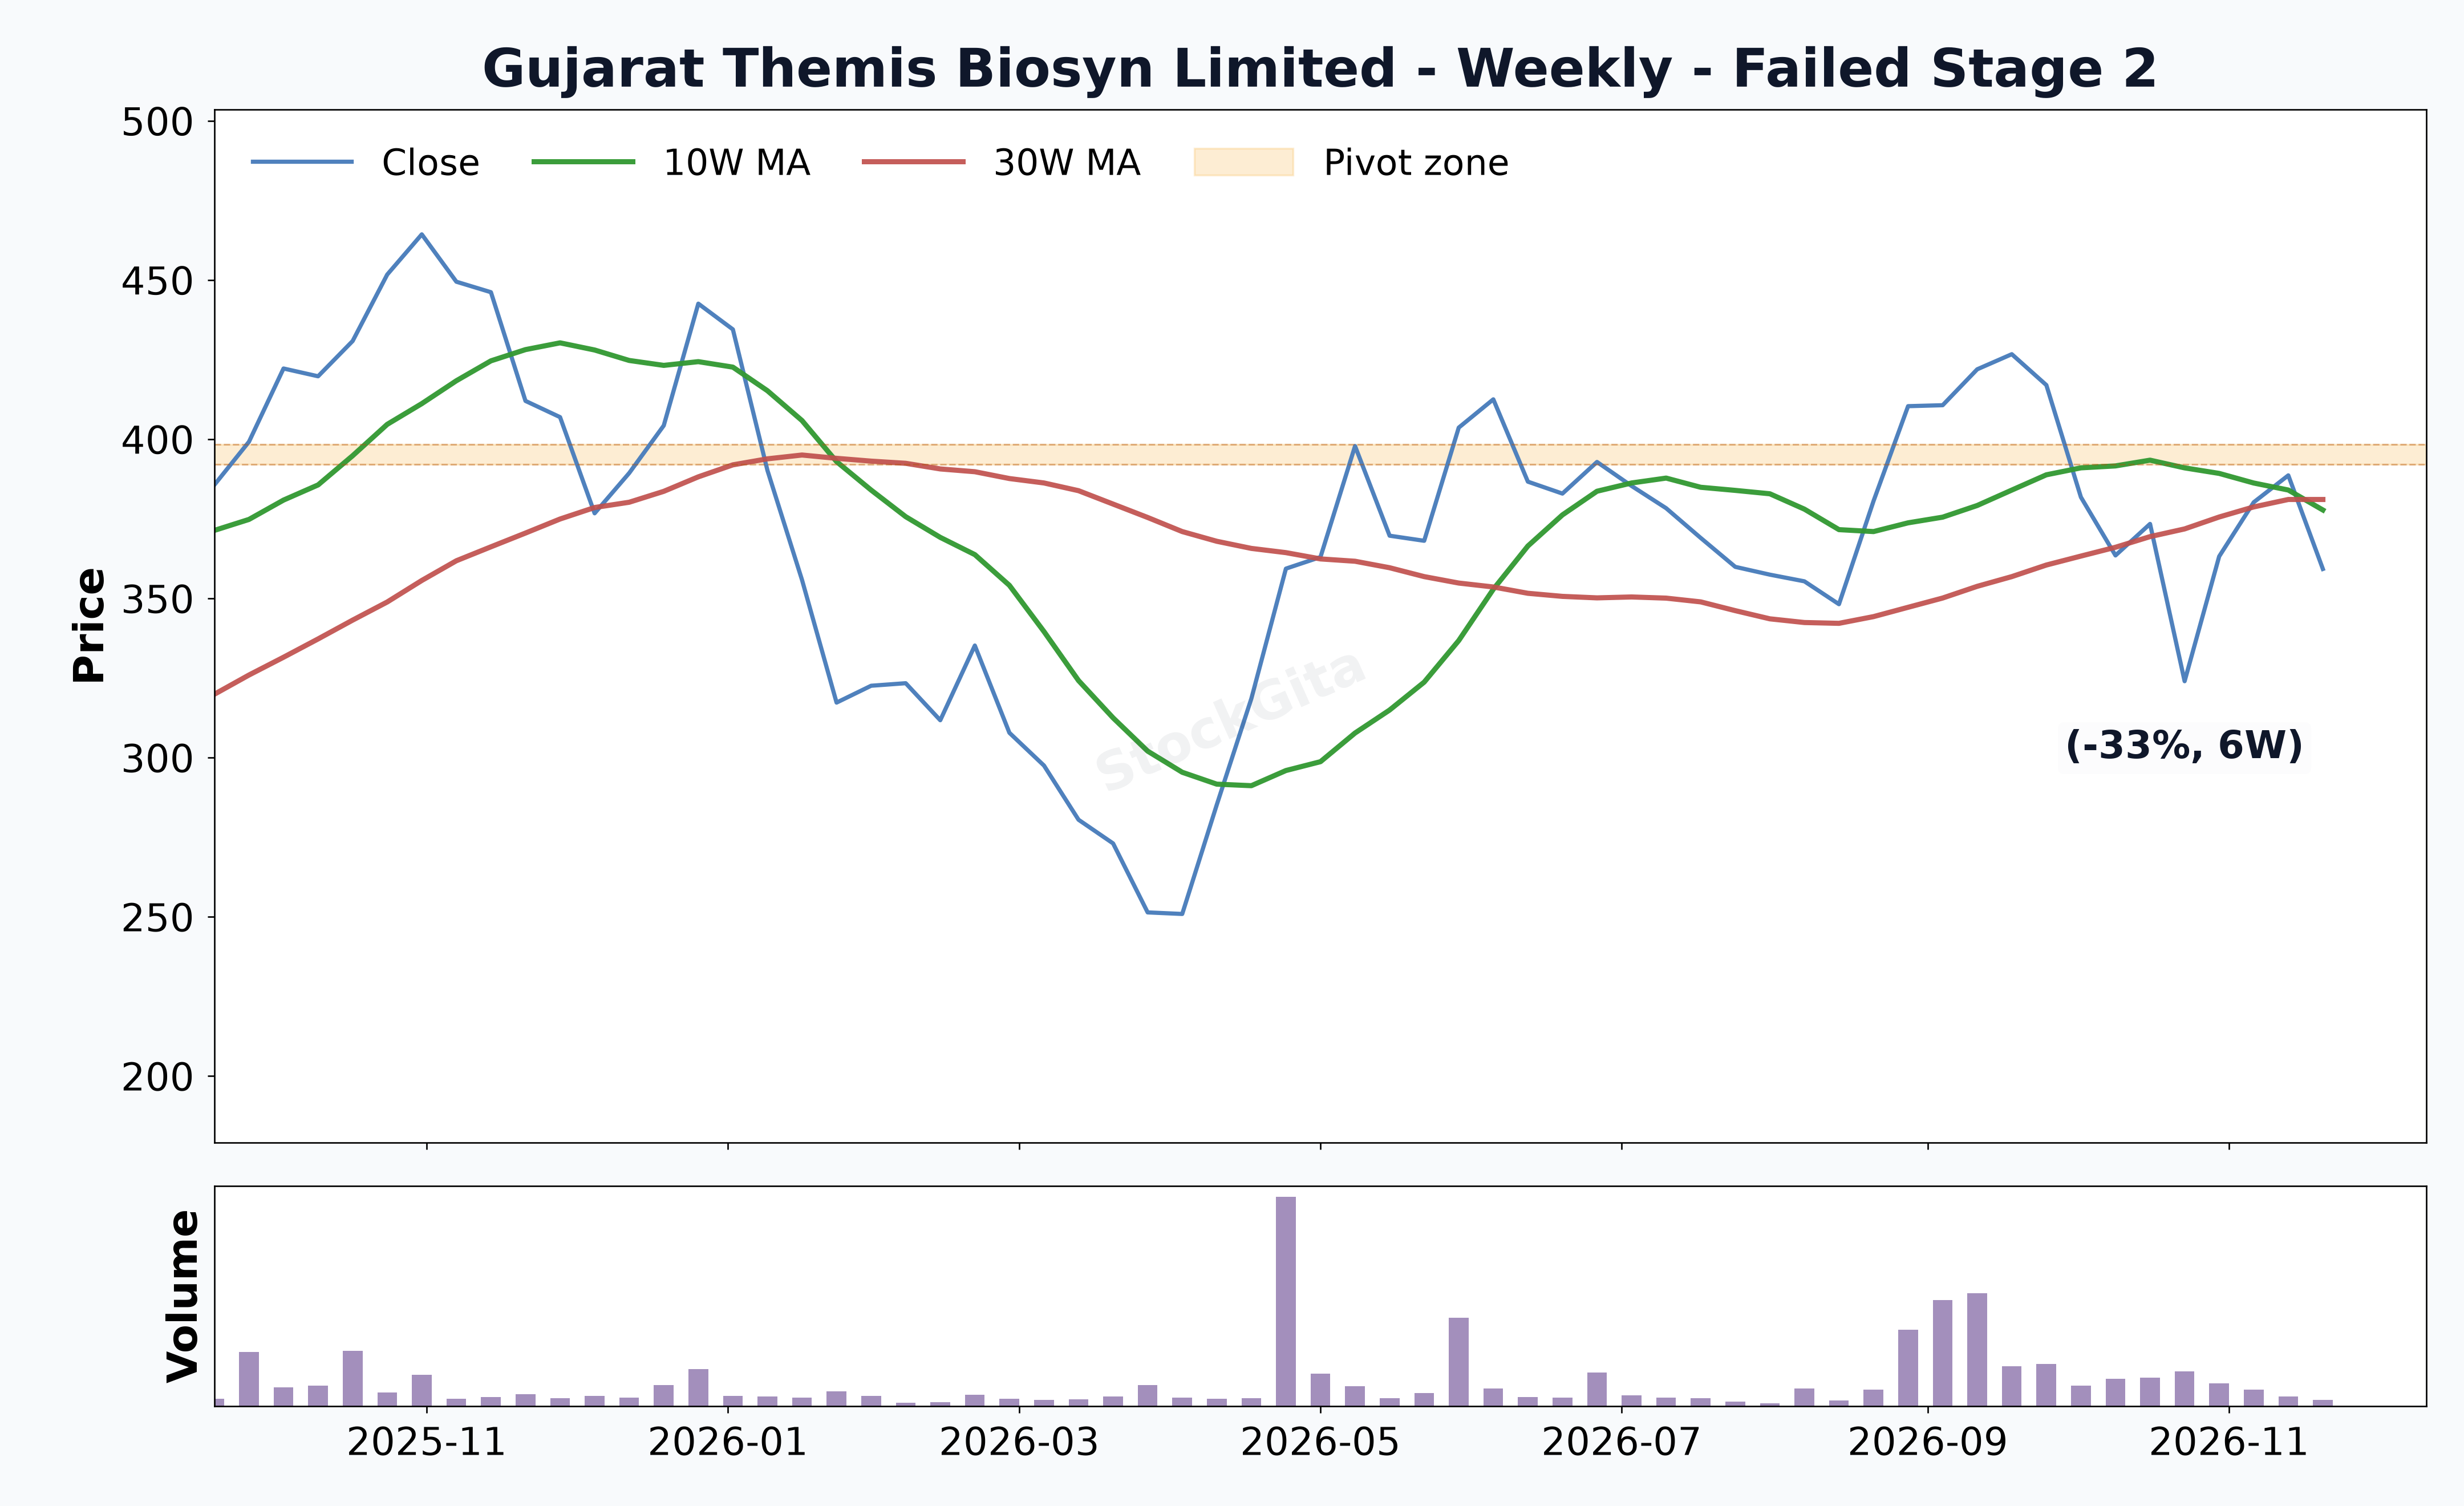 Gujarat Themis Biosyn Limited - Weekly - Failed Stage 2
Close 10W MA 30W MA Pivot zone
500
450
400
350
300
250
200
Price
StockGita
(-33%, 6W)
Volume
2025-11 2026-01 2026-03 2026-05 2026-07 2026-09 2026-11